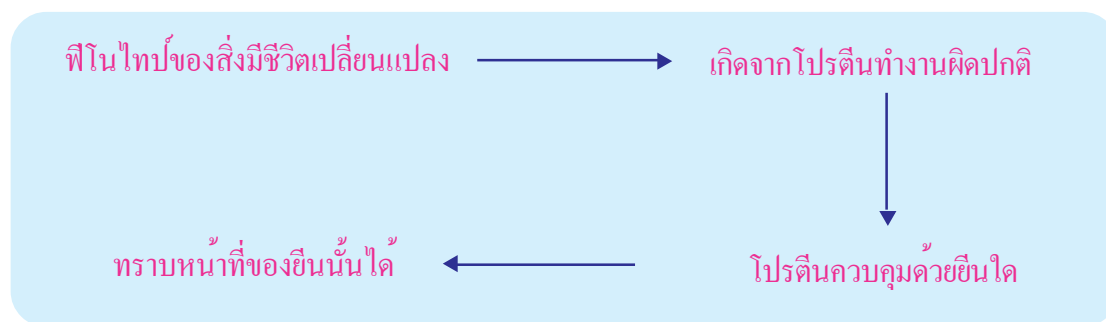 ฟีโนไทป์ของสิ่งมีชีวิตเปลี่ยนแปลง
เกิดจากโปรตีนทำงานผิดปกติ
โปรตีนควบคุมด้วยยีนใด
ทราบหน้าที่ของยีนนั้นได้